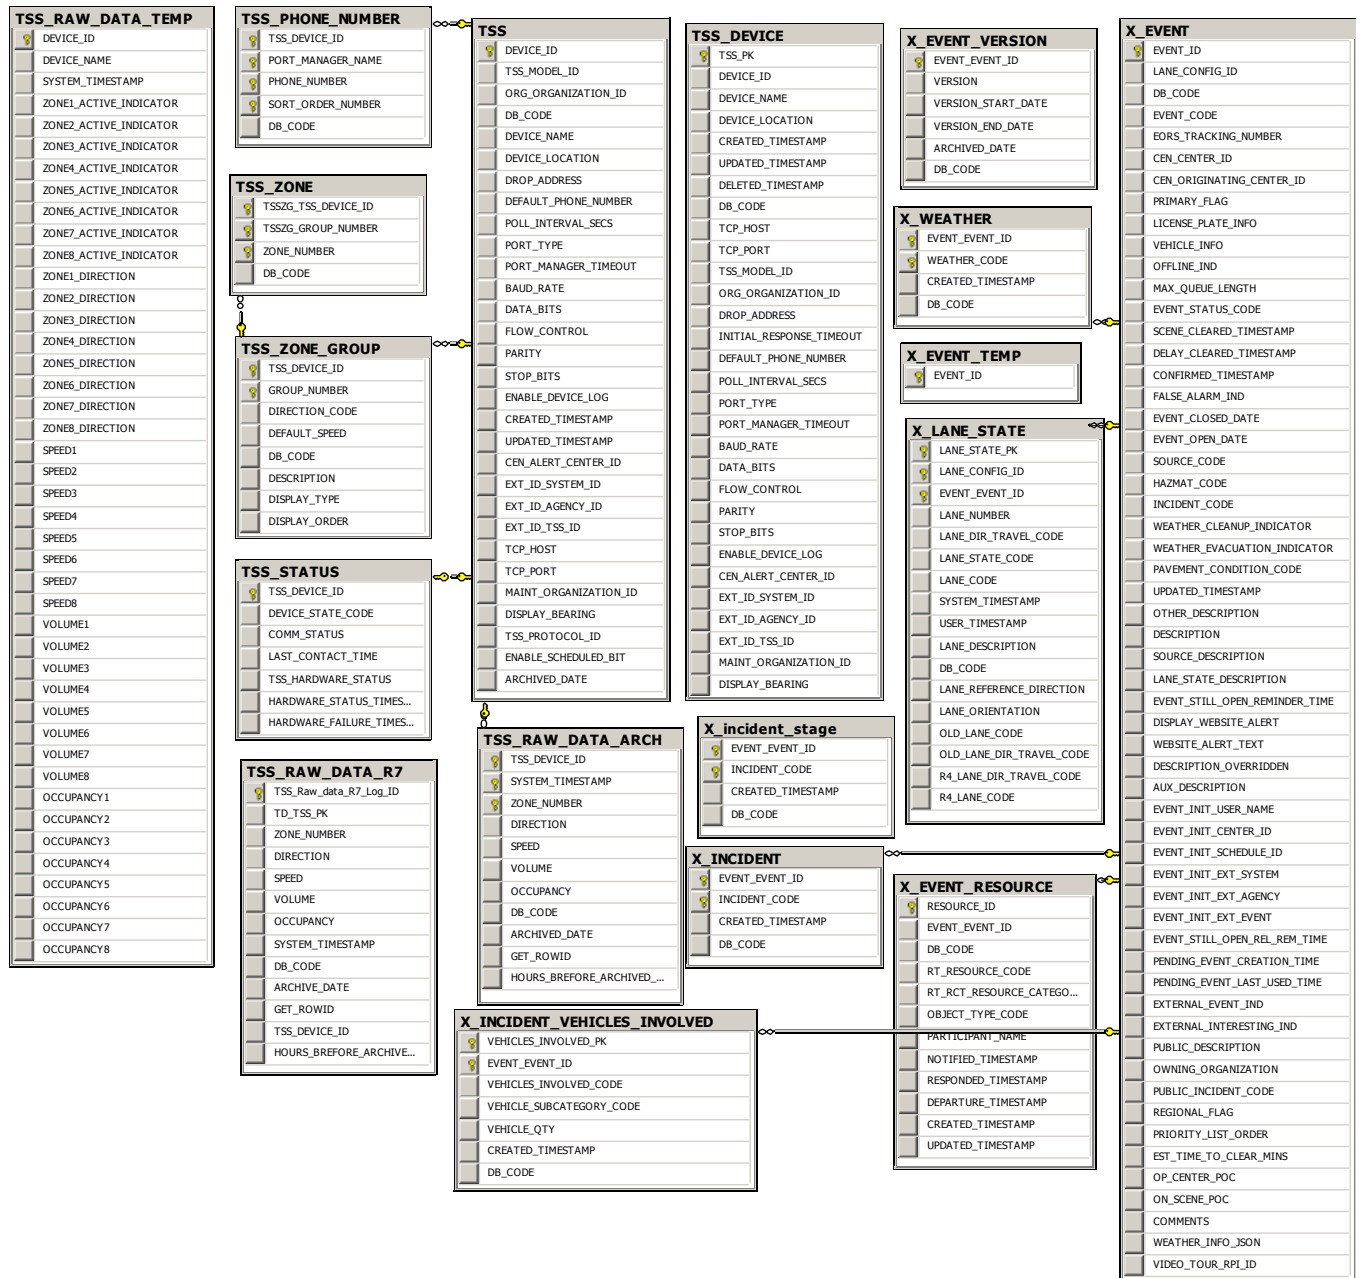 TSS_RAW_DATA_TEMP
DEVICE_ID
DEVICE_NAME
SYSTEM_TIMESTAMP
ZONE1_ACTIVE_INDICATOR
ZONE2_ACTIVE_INDICATOR
ZONE3_ACTIVE_INDICATOR
ZONE4_ACTIVE_INDICATOR
ZONE5_ACTIVE_INDICATOR
ZONE6_ACTIVE_INDICATOR
ZONE7_ACTIVE_INDICATOR
ZONE8_ACTIVE_INDICATOR
ZONE1_DIRECTION
ZONE2_DIRECTION
ZONE3_DIRECTION
ZONE4_DIRECTION
ZONE5_DIRECTION
ZONE6_DIRECTION
ZONE7_DIRECTION
ZONE8_DIRECTION
SPEED1
SPEED2
SPEED3
SPEED4
SPEED5
SPEED6
SPEED7
SPEED8
VOLUME1
VOLUME2
VOLUME3
VOLUME4
VOLUME5
VOLUME6
VOLUME7
VOLUME8
OCCUPANCY1
OCCUPANCY2
OCCUPANCY3
OCCUPANCY4
OCCUPANCY5
OCCUPANCY6
OCCUPANCY7
OCCUPANCY8
TSS_PHONE_NUMBER
TSS_DEVICE_ID
PORT_MANAGER_NAME
PHONE_NUMBER
SORT_ORDER_NUMBER
DB_CODE
TSS_ZONE
TSSZG_TSS_DEVICE_ID
TSSZG_GROUP_NUMBER
ZONE_NUMBER
DB_CODE
TSS_ZONE_GROUP
TSS_DEVICE_ID
GROUP_NUMBER
DIRECTION_CODE
DEFAULT_SPEED
DB_CODE
DESCRIPTION
DISPLAY_TYPE
DISPLAY_ORDER
TSS_STATUS
TSS_DEVICE_ID
DEVICE_STATE_CODE
COMM_STATUS
LAST_CONTACT_TIME
TSS_HARDWARE_STATUS
HARDWARE_STATUS_TIMES...
HARDWARE_FAILURE_TIMES...
TSS_RAW_DATA_R7
TSS_Raw_data_R7_Log_ID
TD_TSS_PK
ZONE_NUMBER
DIRECTION
SPEED
VOLUME
OCCUPANCY
SYSTEM_TIMESTAMP
DB_CODE
ARCHIVE_DATE
GET_ROWID
TSS_DEVICE_ID
HOURS_BREFORE_ARCHIVE...
TSS
DEVICE_ID
TSS_MODEL_ID
ORG_ORGANIZATION_ID
DB_CODE
DEVICE_NAME
DEVICE_LOCATION
DROP_ADDRESS
DEFAULT_PHONE_NUMBER
POLL_INTERVAL_SECS
PORT_TYPE
PORT_MANAGER_TIMEOUT
BAUD_RATE
DATA_BITS
FLOW_CONTROL
PARITY
STOP_BITS
ENABLE_DEVICE_LOG
CREATED_TIMESTAMP
UPDATED_TIMESTAMP
CEN_ALERT_CENTER_ID
EXT_ID_SYSTEM_ID
EXT_ID_AGENCY_ID
EXT_ID_TSS_ID
TCP_HOST
TCP_PORT
MAINT_ORGANIZATION_ID
DISPLAY_BEARING
TSS_PROTOCOL_ID
ENABLE_SCHEDULED_BIT
ARCHIVED_DATE
TSS_RAW_DATA_ARCH
TSS_DEVICE_ID
SYSTEM_TIMESTAMP
ZONE_NUMBER
DIRECTION
SPEED
VOLUME
OCCUPANCY
DB_CODE
ARCHIVED_DATE
GET_ROWID
HOURS_BREFORE_ARCHIVED_...
X_INCIDENT_VEHICLES_INVOLVED
VEHICLES_INVOLVED_PK
EVENT_EVENT_ID
VEHICLES_INVOLVED_CODE
VEHICLE_SUBCATEGORY_CODE
VEHICLE_QTY
CREATED_TIMESTAMP
DB_CODE
TSS_DEVICE
TSS_PK
DEVICE_ID
DEVICE_NAME
DEVICE_LOCATION
CREATED_TIMESTAMP
UPDATED_TIMESTAMP
DELETED_TIMESTAMP
DB_CODE
TCP_HOST
TCP_PORT
TSS_MODEL_ID
ORG_ORGANIZATION_ID
DROP_ADDRESS
INITIAL_RESPONSE_TIMEOUT
DEFAULT_PHONE_NUMBER
POLL_INTERVAL_SECS
PORT_TYPE
PORT_MANAGER_TIMEOUT
BAUD_RATE
DATA_BITS
FLOW_CONTROL
PARITY
STOP_BITS
ENABLE_DEVICE_LOG
CEN_ALERT_CENTER_ID
EXT_ID_SYSTEM_ID
EXT_ID_AGENCY_ID
EXT_ID_TSS_ID
MAINT_ORGANIZATION_ID
DISPLAY_BEARING
X_incident_stage
EVENT_EVENT_ID
INCIDENT_CODE
CREATED_TIMESTAMP
DB_CODE
X_INCIDENT
EVENT_EVENT_ID
INCIDENT_CODE
CREATED_TIMESTAMP
DB_CODE
X_EVENT_VERSION
EVENT_EVENT_ID
VERSION
VERSION_START_DATE
VERSION_END_DATE
ARCHIVED_DATE
DB_CODE
X_WEATHER
EVENT_EVENT_ID
WEATHER_CODE
CREATED_TIMESTAMP
DB_CODE
X_EVENT_TEMP
EVENT_ID
X_LANE_STATE
LANE_STATE_PK
LANE_CONFIG_ID
EVENT_EVENT_ID
LANE_NUMBER
LANE_DIR_TRAVEL_CODE
LANE_STATE_CODE
LANE_CODE
SYSTEM_TIMESTAMP
USER_TIMESTAMP
LANE_DESCRIPTION
DB_CODE
LANE_REFERENCE_DIRECTION
LANE_ORIENTATION
OLD_LANE_CODE
OLD_LANE_DIR_TRAVEL_CODE
R4_LANE_DIR_TRAVEL_CODE
R4_LANE_CODE
X_EVENT_RESOURCE
RESOURCE_ID
EVENT_EVENT_ID
DB_CODE
RT_RESOURCE_CODE
RT_RCT_RESOURCE_CATEGO...
OBJECT_TYPE_CODE
PARTICIPANT_NAME
NOTIFIED_TIMESTAMP
RESPONDED_TIMESTAMP
DEPARTURE_TIMESTAMP
CREATED_TIMESTAMP
UPDATED_TIMESTAMP
X_EVENT
EVENT_ID
LANE_CONFIG_ID
DB_CODE
EVENT_CODE
EORS_TRACKING_NUMBER
CEN_CENTER_ID
CEN_ORIGINATING_CENTER_ID
PRIMARY_FLAG
LICENSE_PLATE_INFO
VEHICLE_INFO
OFFLINE_IND
MAX_QUEUE_LENGTH
EVENT_STATUS_CODE
SCENE_CLEARED_TIMESTAMP
DELAY_CLEARED_TIMESTAMP
CONFIRMED_TIMESTAMP
FALSE_ALARM_IND
EVENT_CLOSED_DATE
EVENT_OPEN_DATE
SOURCE_CODE
HAZMAT_CODE
INCIDENT_CODE
WEATHER_CLEANUP_INDICATOR
WEATHER_EVACUATION_INDICATOR
PAVEMENT_CONDITION_CODE
UPDATED_TIMESTAMP
OTHER_DESCRIPTION
DESCRIPTION
SOURCE_DESCRIPTION
LANE_STATE_DESCRIPTION
EVENT_STILL_OPEN_REMINDER_TIME
DISPLAY_WEBSITE_ALERT
WEBSITE_ALERT_TEXT
DESCRIPTION_OVERRIDDEN
AUX_DESCRIPTION
EVENT_INIT_USER_NAME
EVENT_INIT_CENTER_ID
EVENT_INIT_SCHEDULE_ID
EVENT_INIT_EXT_SYSTEM
EVENT_INIT_EXT_AGENCY
EVENT_INIT_EXT_EVENT
EVENT_STILL_OPEN_REL_REM_TIME
PENDING_EVENT_CREATION_TIME
PENDING_EVENT_LAST_USED_TIME
EXTERNAL_EVENT_IND
EXTERNAL_INTERESTING_IND
PUBLIC_DESCRIPTION
OWNING_ORGANIZATION
PUBLIC_INCIDENT_CODE
REGIONAL_FLAG
PRIORITY_LIST_ORDER
EST_TIME_TO_CLEAR_MINS
OP_CENTER_POC
ON_SCENE_POC
COMMENTS
WEATHER_INFO_JSON
VIDEO_TOUR_RPI_ID